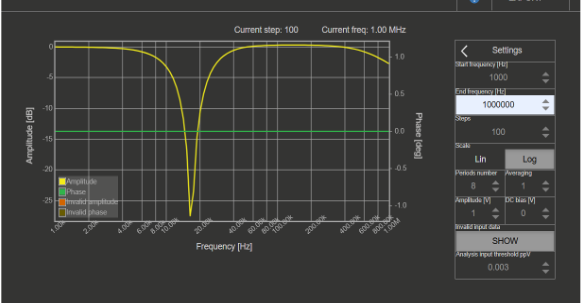 Current step: 100 Current freq: 1.00 MHz
0
-5
-10
-15
-20
-25
Amplitude [dB]
1.0
0.5
0.0
-0.5
-1.0
Phase [deg]
Amplitude
Phase
Invalid amplitude
Invalid phase
1.00k 2.00k 4.00k 6.00k 8.00k 10.00k 20.00k 40.00k 60.00k 80.00k 100.00k 200.00k 400.00k 600.00k 800.00k 1.00M
Frequency [Hz]
Settings
Start frequency [Hz]
1000
End frequency [Hz]
1000000
Steps
100
Scale
Lin Log
Periods number Averaging
8 1
Amplitude [V] DC bias [V]
1 0
Invalid input data
SHOW
Analysis input threshold ppV
0.003